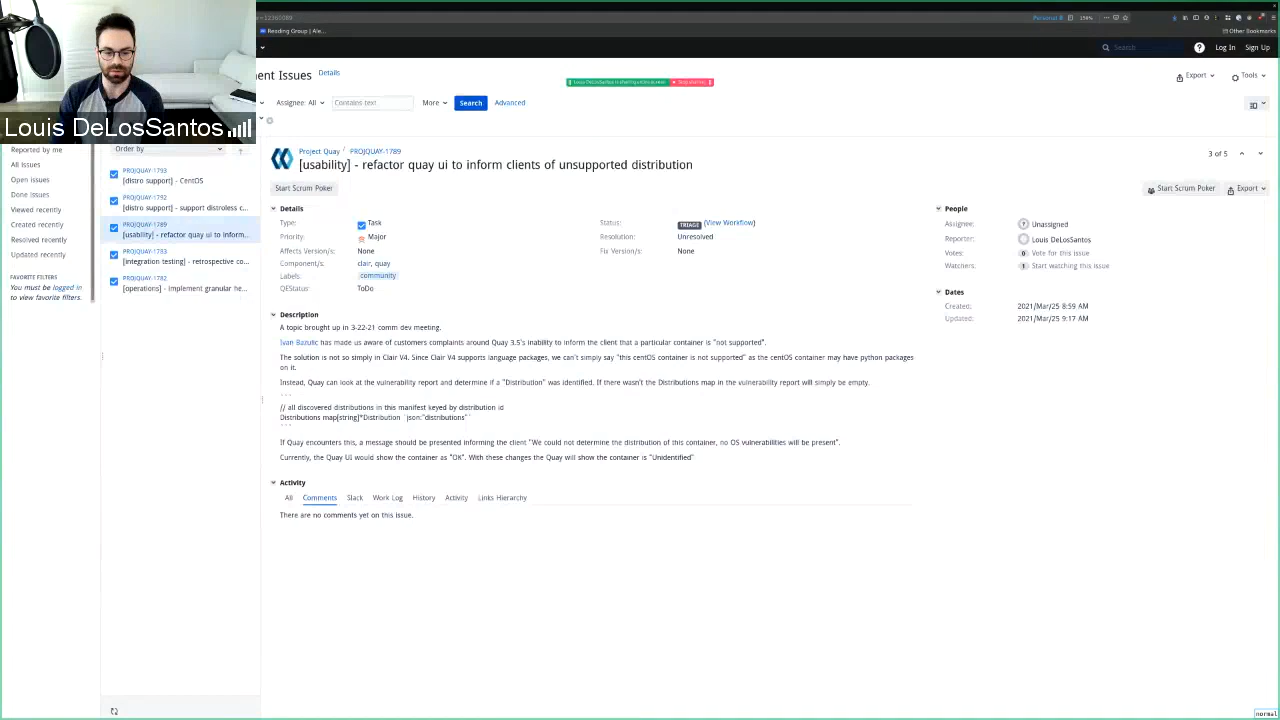 =12360089
Personal 8
150%
Reading Group | Ale...
Other Bookmarks
Search
Log In
Sign Up
ent Issues
Details
Export
Tools
Assignee: All
Contains text
More
Search
Advanced
Louis DeLosSantos
Reported by me
All issues
Open issues
Done issues
Viewed recently
Created recently
Resolved recently
Updated recently
FAVORITE FILTERS
You must be logged in
to view favorite filters.
Order by
PROJQUAY-1793
[distro support] - CentOS
PROJQUAY-1792
[distro support] - support distroless c...
PROJQUAY-1789
[usability] - refactor quay ui to inform...
PROJQUAY-1783
[integration testing] - retrospective co...
PROJQUAY-1782
[operations] - implement granular he...
Project Quay / PROJQUAY-1789
[usability] - refactor quay ui to inform clients of unsupported distribution
3 of 5
Start Scrum Poker
Start Scrum Poker
Export
Details
Type: Task
Status: TRIAGE (View Workflow)
Priority: Major
Resolution: Unresolved
Affects Version/s: None
Fix Version/s: None
Component/s: clair, quay
Labels: community
QEStatus: ToDo
People
Assignee: Unassigned
Reporter: Louis DeLosSantos
Votes: 0 Vote for this issue
Watchers: 1 Start watching this issue
Dates
Created: 2021/Mar/25 8:59 AM
Updated: 2021/Mar/25 9:17 AM
Description
A topic brought up in 3-22-21 comm dev meeting.
Ivan Bazulic has made us aware of customers complaints around Quay 3.5's inability to inform the client that a particular container is "not supported".
The solution is not so simply in Clair V4. Since Clair V4 supports language packages, we can't simply say "this centOS container is not supported" as the centOS container may have python packages
on it.
Instead, Quay can look at the vulnerability report and determine if a "Distribution" was identified. If there wasn't the Distributions map in the vulnerability report will simply be empty.
```
// all discovered distributions in this manifest keyed by distribution id
Distributions map[string]*Distribution `json:"distributions"`
```
If Quay encounters this, a message should be presented informing the client "We could not determine the distribution of this container, no OS vulnerabilities will be present".
Currently, the Quay UI would show the container as "OK". With these changes the Quay will show the container is "Unidentified"
Activity
All
Comments
Slack
Work Log
History
Activity
Links Hierarchy
There are no comments yet on this issue.
normal